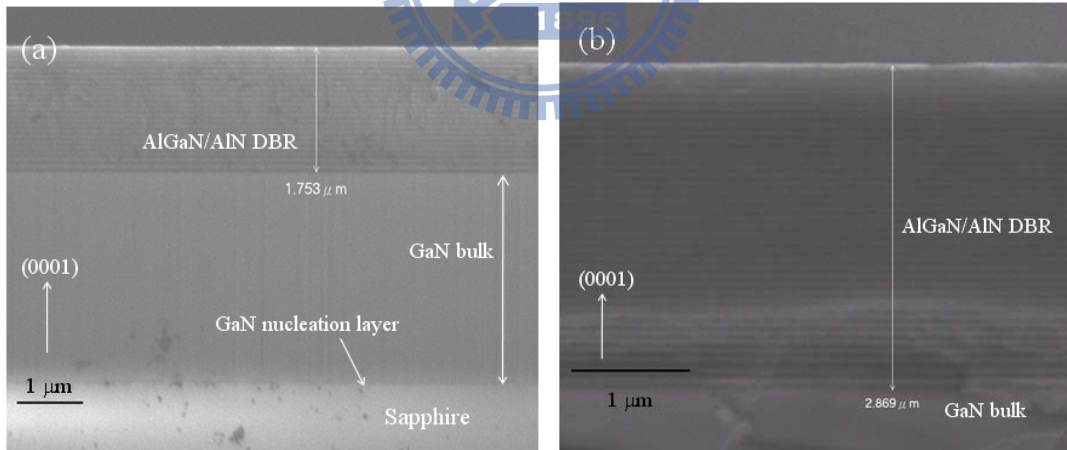 (a)
AlGaN/AlN DBR
1.753 μm
GaN bulk
(0001)
GaN nucleation layer
1 μm
Sapphire
1896
(b)
AlGaN/AlN DBR
(0001)
1 μm
2.869 μm
GaN bulk